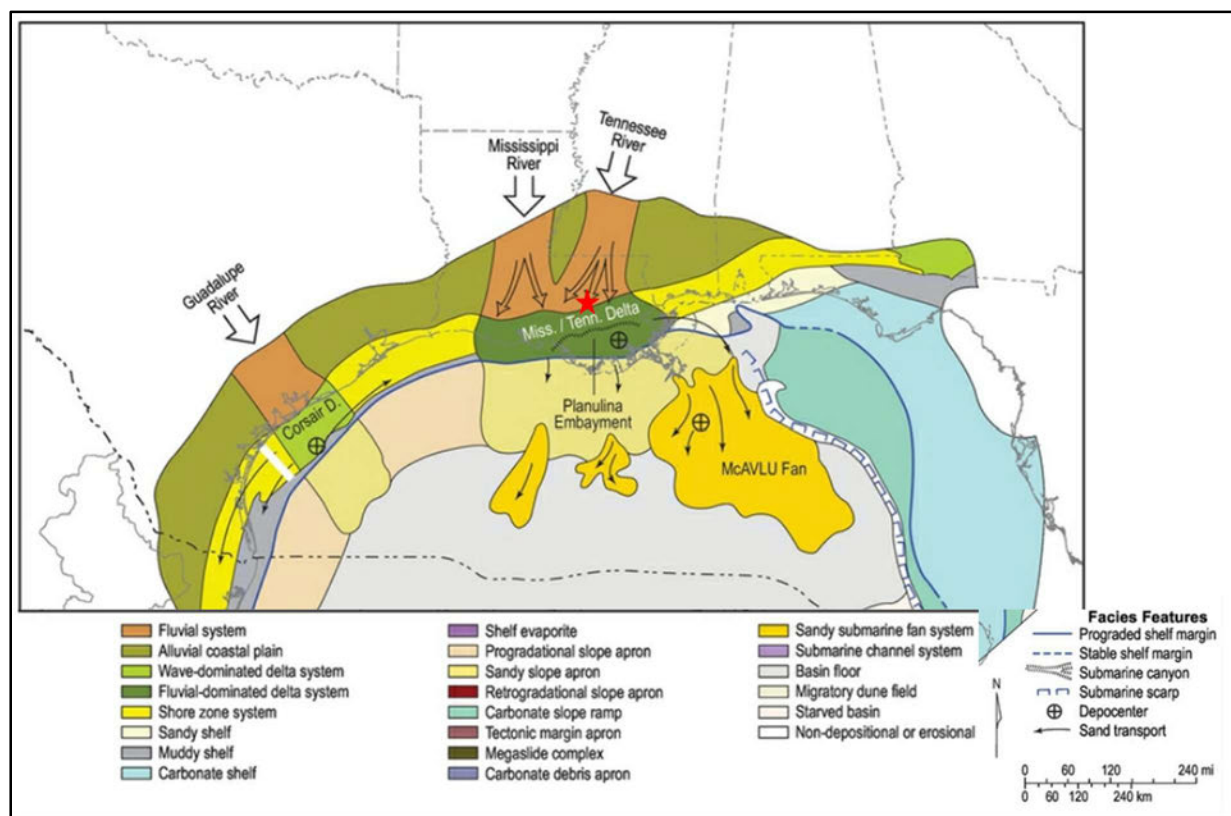 Tennessee
River
Mississippi
River
Guadalupe
River
Miss. / Tenn. Delta
Corsair D.
Planulina
Embayment
McAVLU Fan
Fluvial system
Alluvial coastal plain
Wave-dominated delta system
Fluvial-dominated delta system
Shore zone system
Sandy shelf
Muddy shelf
Carbonate shelf
Shelf evaporite
Progradational slope apron
Sandy slope apron
Retrogradational slope apron
Carbonate slope ramp
Tectonic margin apron
Megaslide complex
Carbonate debris apron
Sandy submarine fan system
Submarine channel system
Basin floor
Migratory dune field
Starved basin
Non-depositional or erosional
N
Facies Features
Prograded shelf margin
Stable shelf margin
Submarine canyon
Submarine scarp
Depocenter
Sand transport
0 60 120 240 mi
0 60 120 240 km